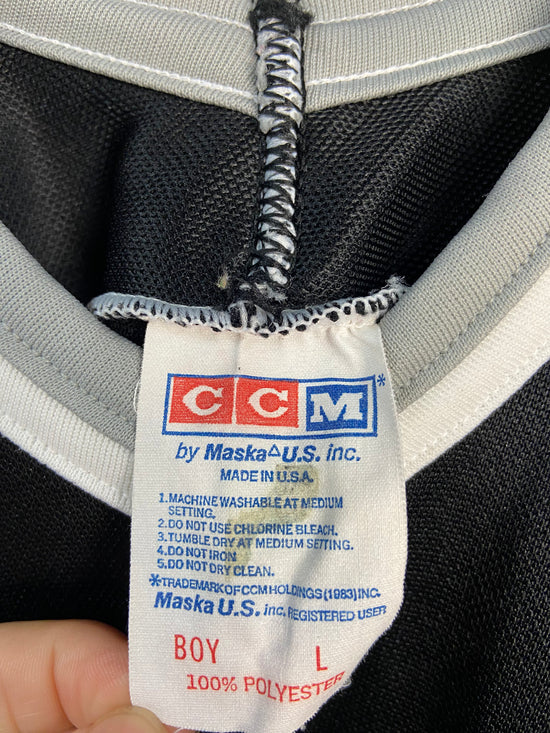 CCM*
by Maska△U.S. inc.
MADE IN U.S.A.
1.MACHINE WASHABLE AT MEDIUM
SETTING.
2.DO NOT USE CHLORINE BLEACH.
3.TUMBLE DRY AT MEDIUM SETTING.
4.DO NOT IRON
5.DO NOT DRY CLEAN.
*TRADEMARK OF CCM HOLDINGS (1983) INC.
Maska U.S. inc. REGISTERED USER
BOY L
100% POLYESTER